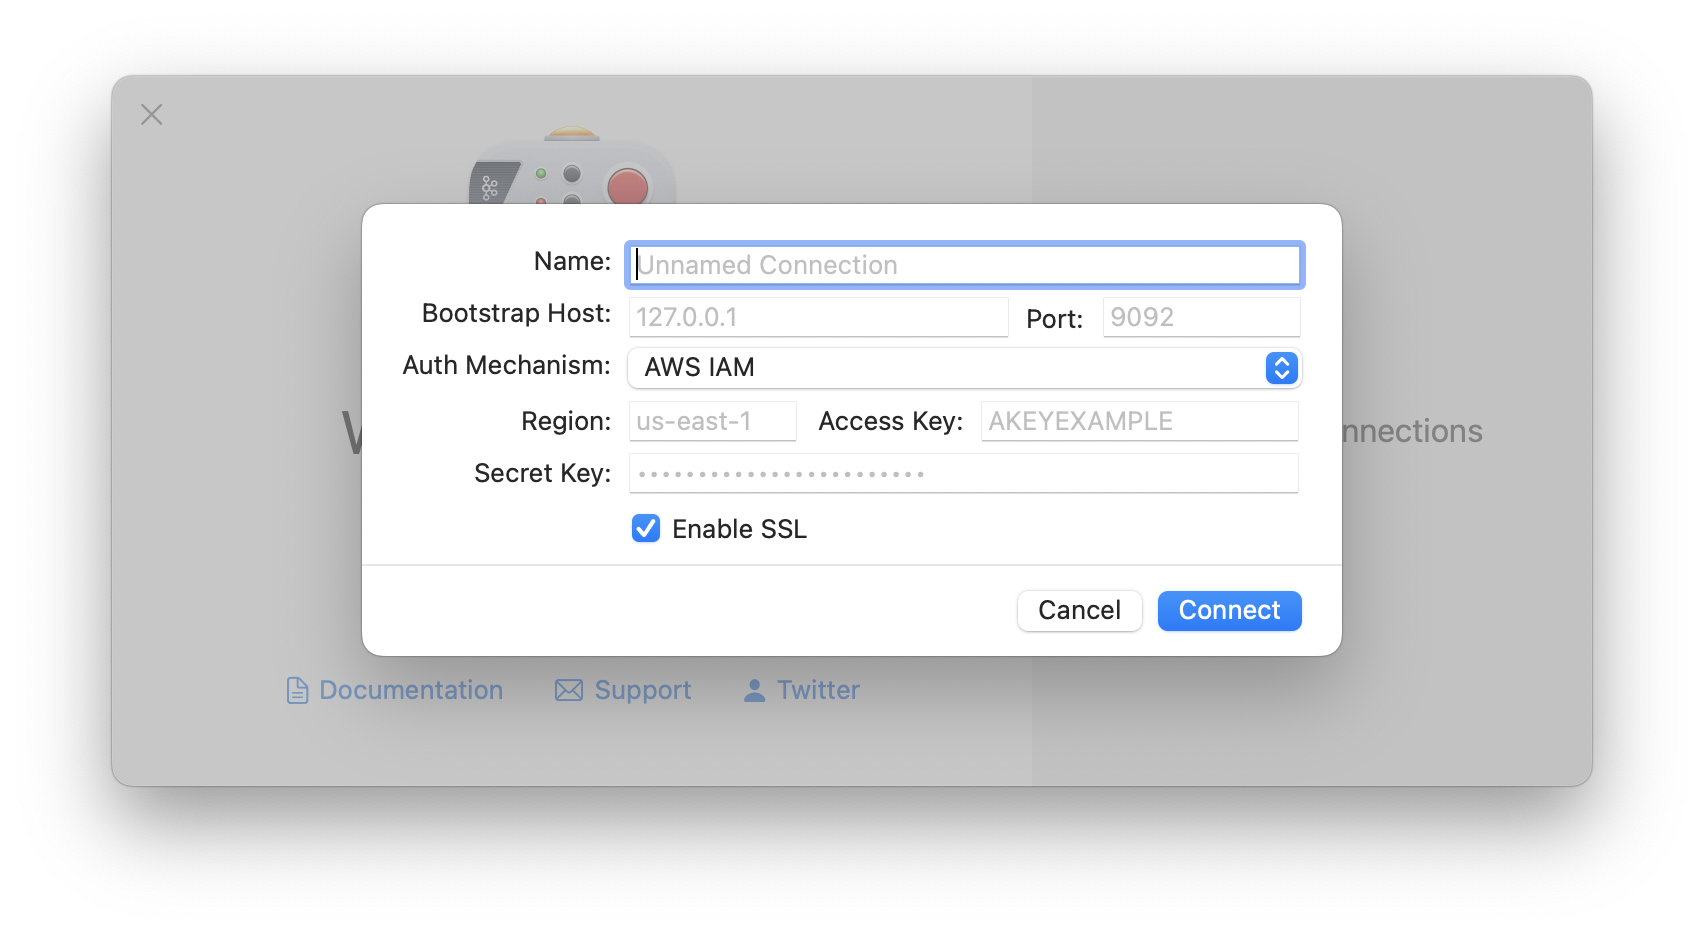 Name: Unnamed Connection
Bootstrap Host: 127.0.0.1 Port: 9092
Auth Mechanism: AWS IAM
Region: us-east-1 Access Key: AKEYEXAMPLE
nnections
Secret Key: ••••••••••••••••••••••••
Enable SSL
Cancel Connect
Documentation Support Twitter